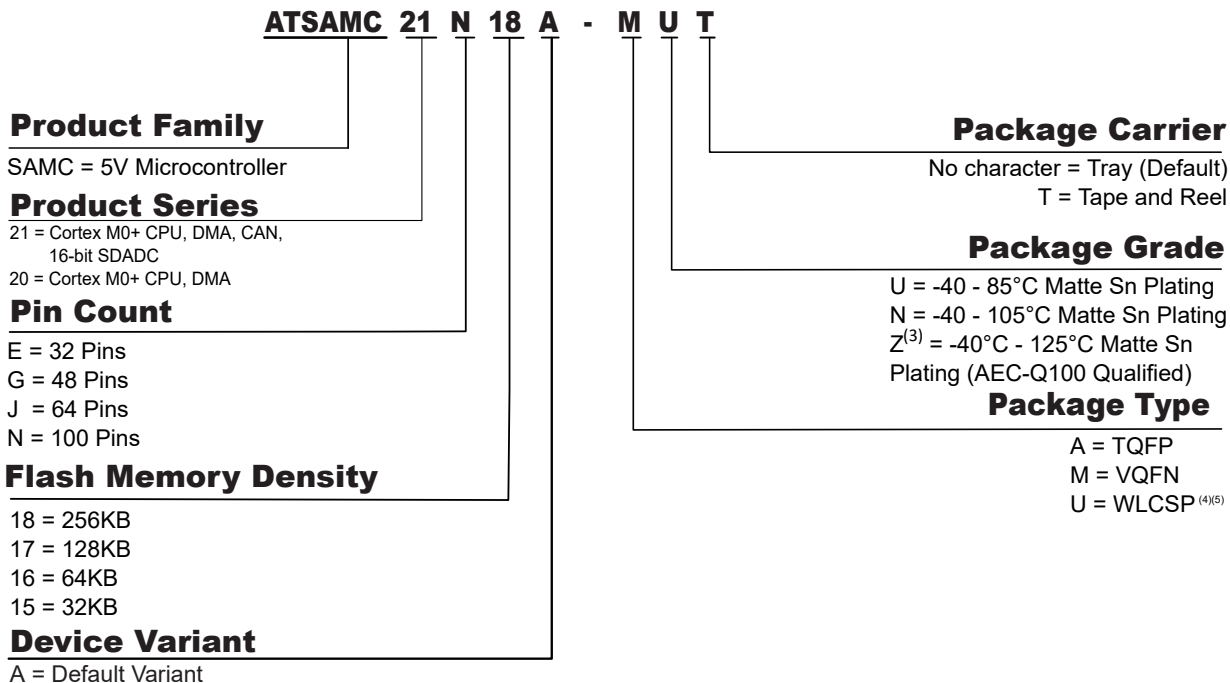 ATSAMC 21 N 18 A - M U T
Product Family
SAMC = 5V Microcontroller
Product Series
21 = Cortex M0+ CPU, DMA, CAN,
16-bit SDADC
20 = Cortex M0+ CPU, DMA
Pin Count
E = 32 Pins
G = 48 Pins
J = 64 Pins
N = 100 Pins
Flash Memory Density
18 = 256KB
17 = 128KB
16 = 64KB
15 = 32KB
Device Variant
A = Default Variant
Package Carrier
No character = Tray (Default)
T = Tape and Reel
Package Grade
U = -40 - 85°C Matte Sn Plating
N = -40 - 105°C Matte Sn Plating
Z(3) = -40°C - 125°C Matte Sn
Plating (AEC-Q100 Qualified)
Package Type
A = TQFP
M = VQFN
U = WLCSP (4)(5)